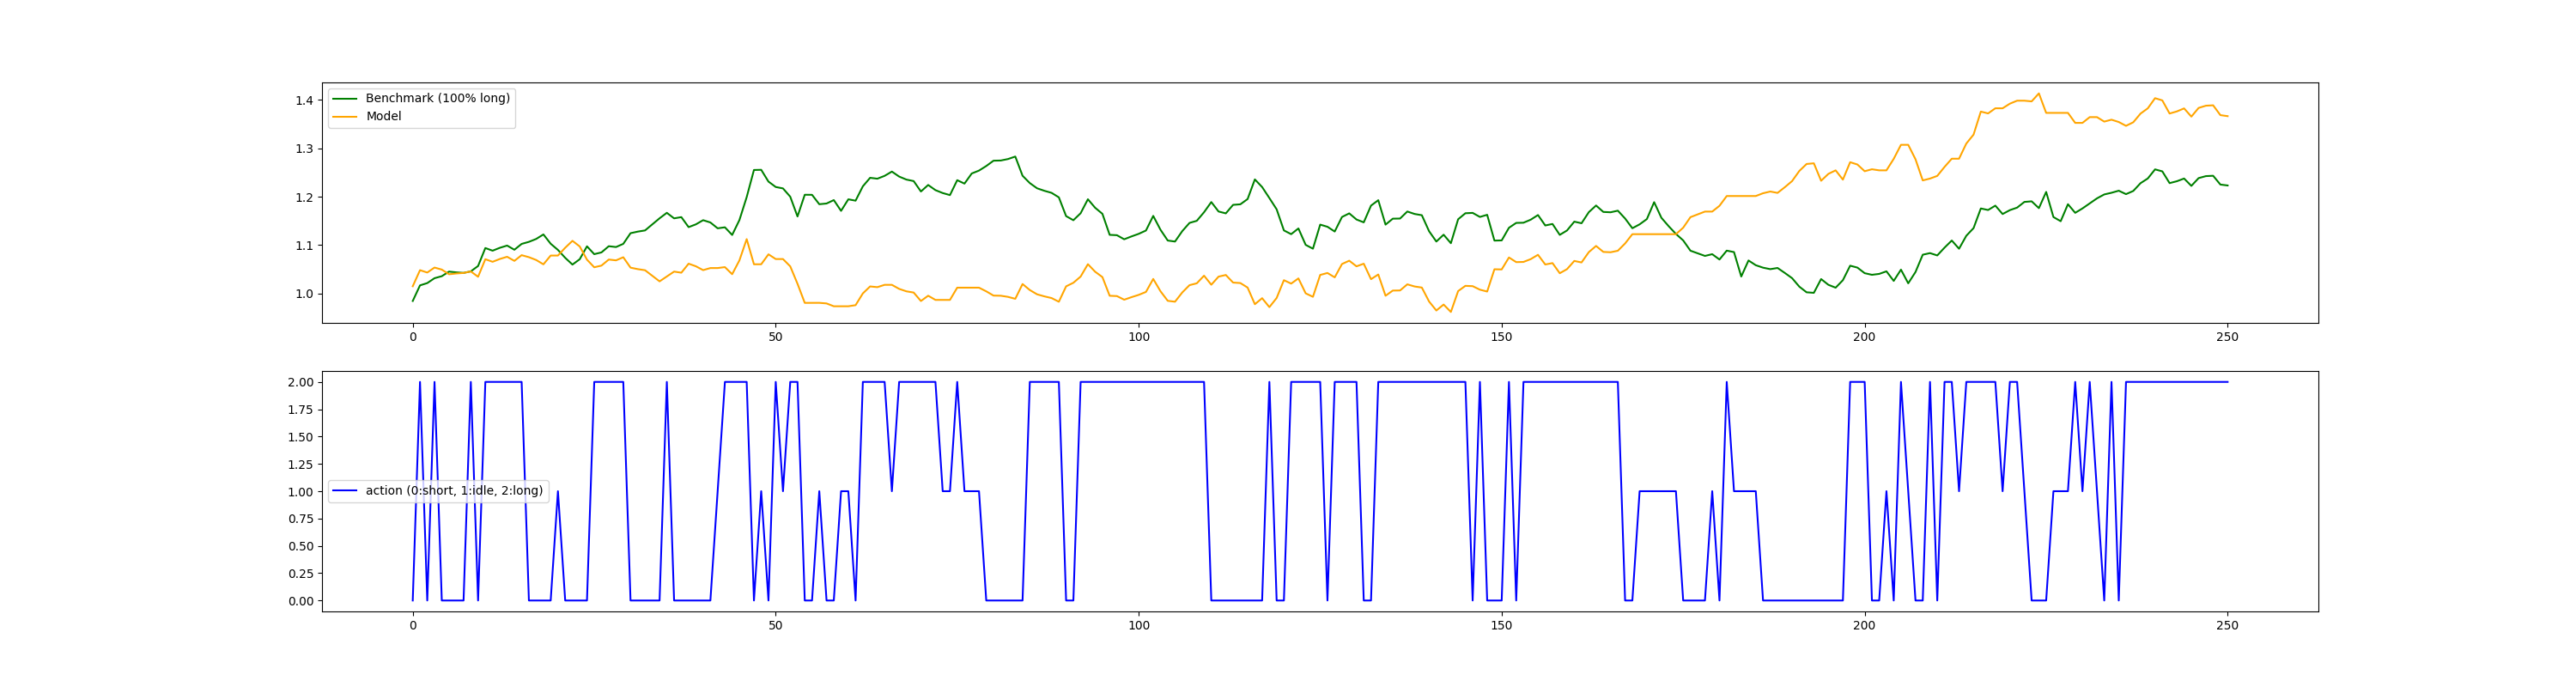 Benchmark (100% long)
Model
1.4
1.3
1.2
1.1
1.0
0 50 100 150 200 250
2.00
1.75
1.50
1.25
1.00
0.75
0.50
0.25
0.00
action (0:short, 1:idle, 2:long)
0 50 100 150 200 250